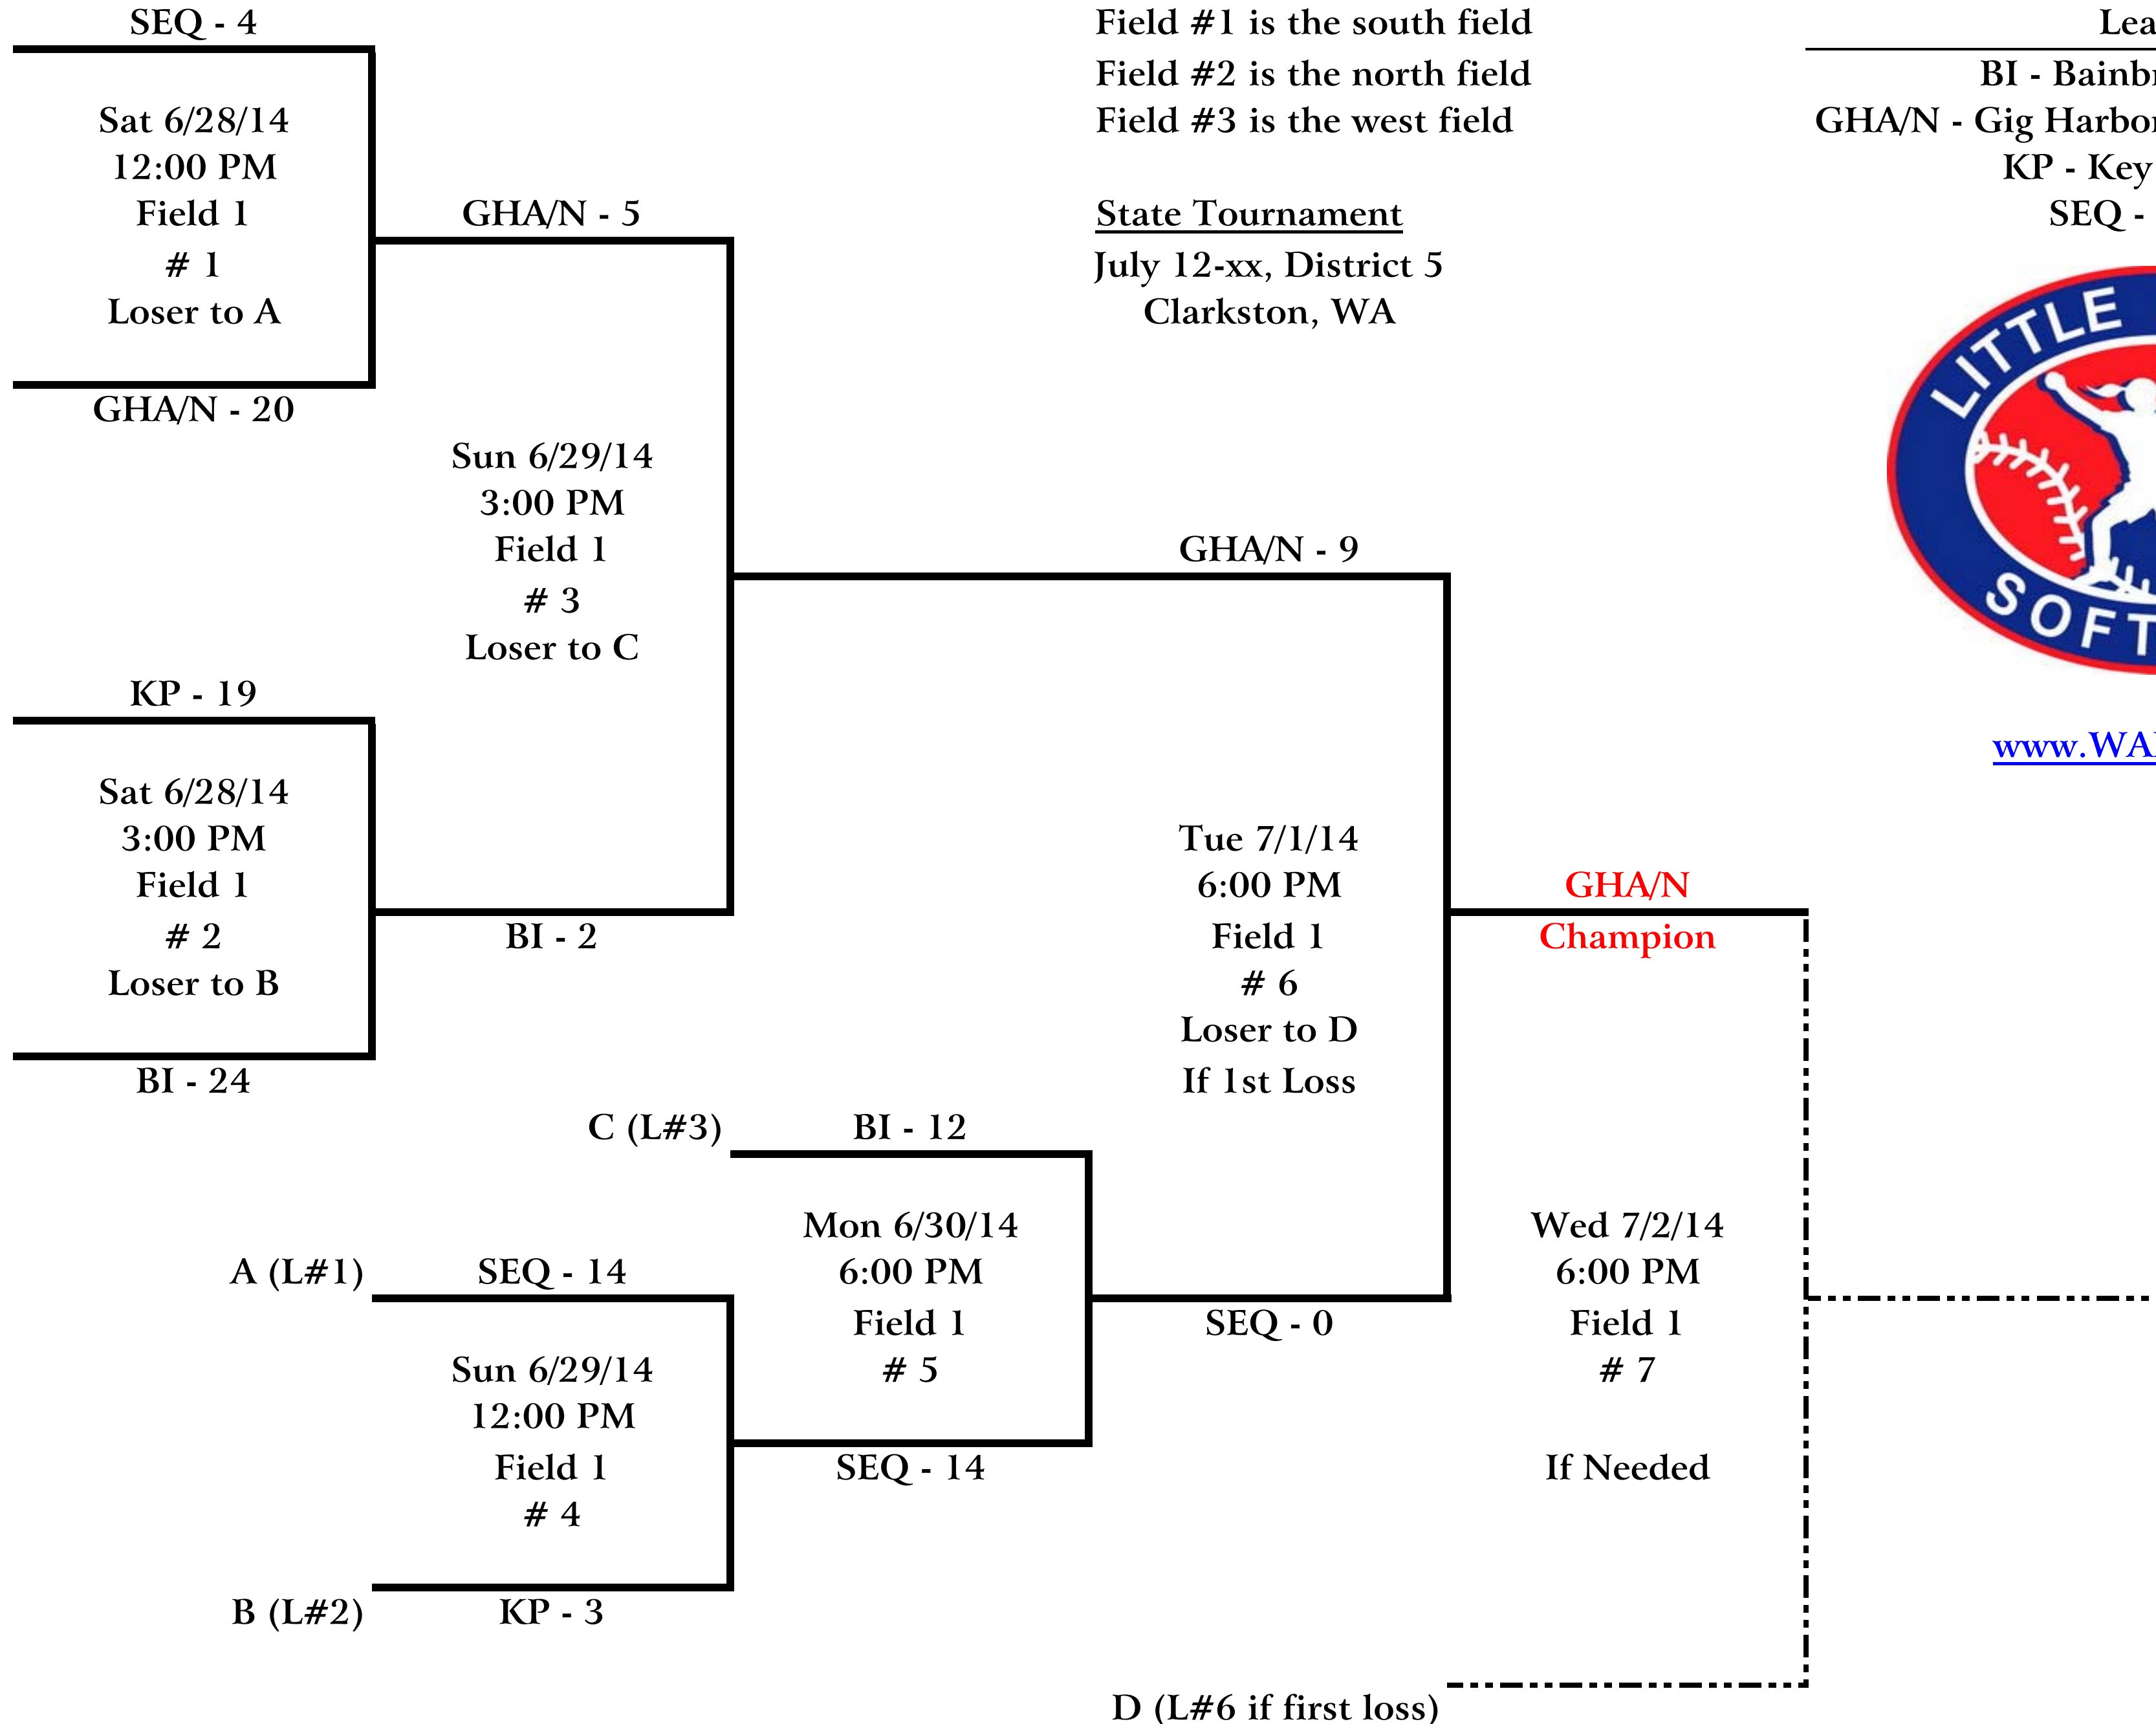 SEQ - 4
Sat 6/28/14
12:00 PM
Field 1
# 1
Loser to A
GHA/N - 20
GHA/N - 5
Sun 6/29/14
3:00 PM
Field 1
# 3
Loser to C
KP - 19
Sat 6/28/14
3:00 PM
Field 1
# 2
Loser to B
BI - 24
BI - 2
Field #1 is the south field
Field #2 is the north field
Field #3 is the west field
State Tournament
July 12-xx, District 5
Clarkston, WA
BI -
GHA/N - Gig
KP - Key
SEQ -
LITTLE
GHA/N - 9
Tue 7/1/14
6:00 PM
Field 1
# 6
Loser to D
If 1st Loss
GHA/N
Champion
C (L#3)
BI - 12
Mon 6/30/14
6:00 PM
Field 1
# 5
SEQ - 14
A (L#1)
SEQ - 14
Sun 6/29/14
12:00 PM
Field 1
# 4
B (L#2)
KP - 3
SEQ - 0
Wed 7/2/14
6:00 PM
Field 1
# 7
If Needed
D (L#6 if first loss)